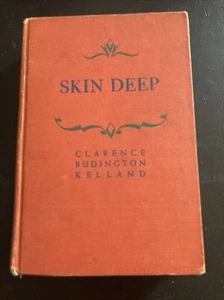 SKIN DEEP
CLARENCE
BUDINGTON
KELLAND